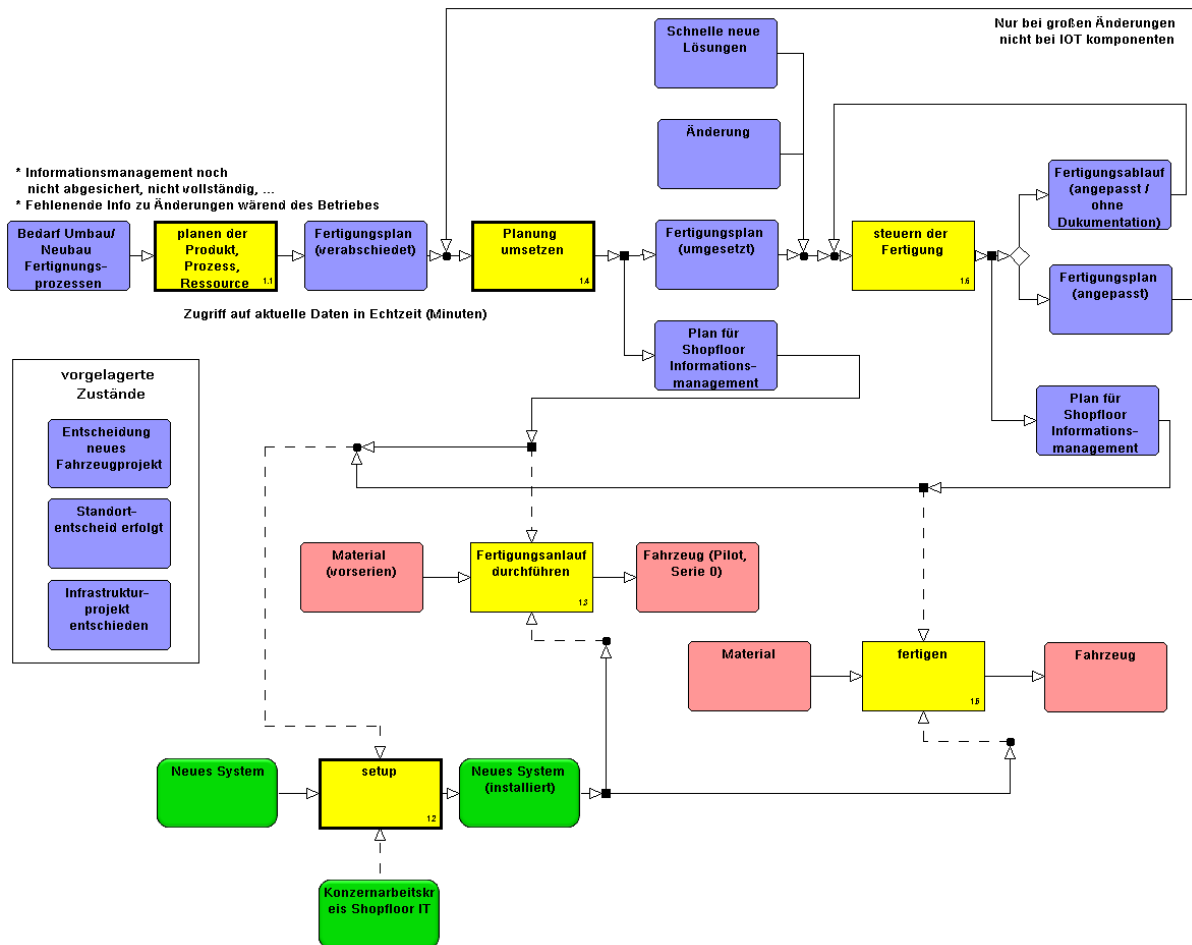 Nur bei großen Änderungen
nicht bei IOT komponenten
Schnelle neue
Lösungen
Änderung
* Informationsmanagement noch
nicht abgesichert, nicht vollständig, ...
* Fehlenende Info zu Änderungen wärend des Betriebes
Bedarf Umbau/
Neubau
Fertignungs-
prozessen
planen der
Produkt,
Prozess,
Ressource
1.1
Fertigungsplan
(verabschiedet)
Planung
umsetzen
1.4
Fertigungsplan
(umgesetzt)
steuern der
Fertigung
1.6
Fertigungsablauf
(angepasst /
ohne
Dokumentation)
Fertigungsplan
(angepasst)
Zugriff auf aktuelle Daten in Echtzeit (Minuten)
Plan für
Shopfloor
Informations-
management
Plan für
Shopfloor
Informations-
management
vorgelagerte
Zustände
Entscheidung
neues
Fahrzeugprojekt
Standort-
entscheid erfolgt
Infrastruktur-
projekt
entschieden
Material
(vorserien)
Fertigungsanlauf
durchführen
1.3
Fahrzeug (Pilot,
Serie 0)
Material
fertigen
1.5
Fahrzeug
Neues System
setup
1.2
Neues System
(installiert)
Konzernarbeitskr
eis Shopfloor IT